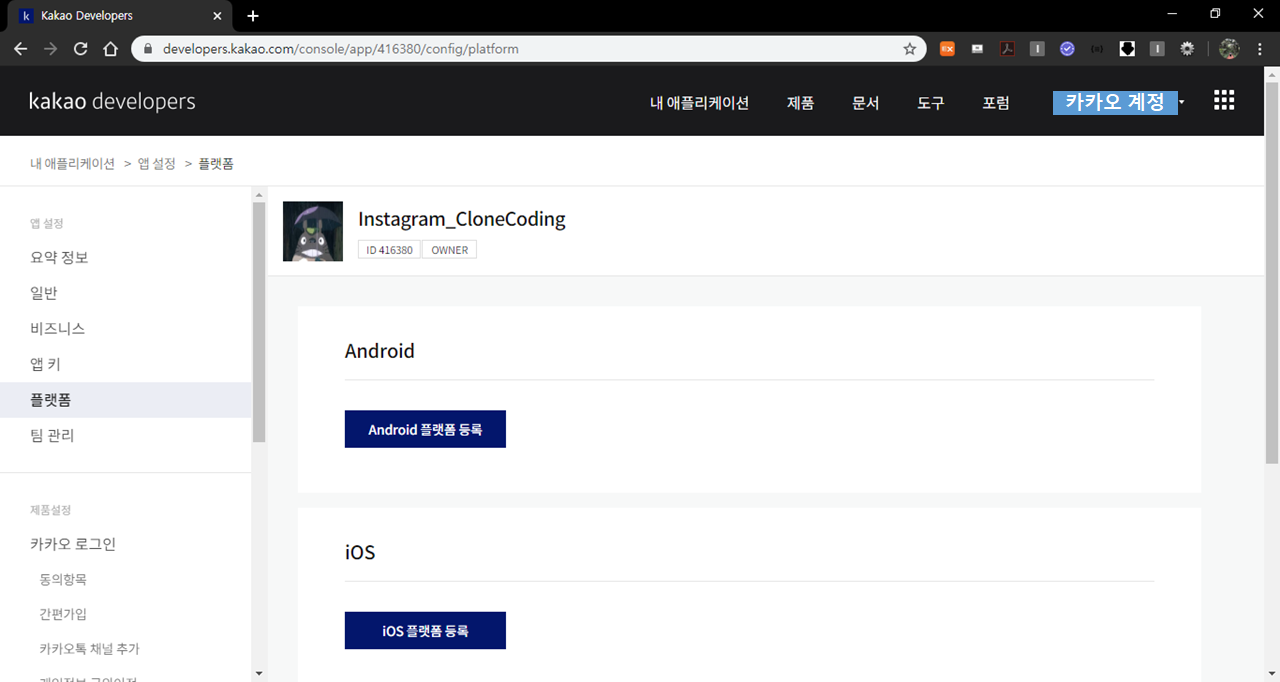 Kakao Developers
developers.kakao.com/console/app/416380/config/platform
kakao developers
내 애플리케이션 제품 문서 도구 포럼 카카오 계정
내 애플리케이션 > 앱 설정 > 플랫폼
앱 설정
요약 정보
일반
비즈니스
앱 키
플랫폼
팀 관리
제품설정
카카오 로그인
동의항목
간편가입
카카오톡 채널 추가
Instagram_CloneCoding
ID 416380 OWNER
Android
Android 플랫폼 등록
iOS
iOS 플랫폼 등록